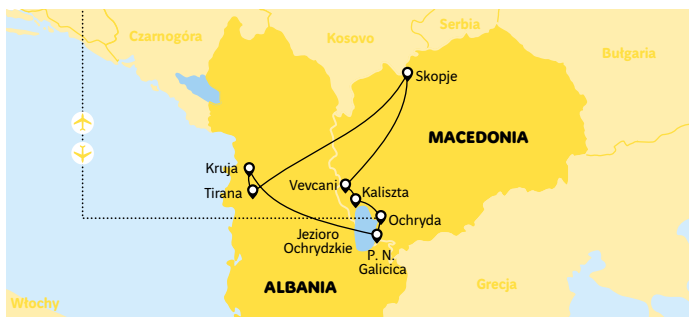 Czarnogóra
Kosovo
Serbia
Bułgaria
Skopje
MACEDONIA
Kruja
Tirana
Vevcani
Kaliszta
Ochryda
Jezioro
Ochrydzkie
P. N.
Galicica
ALBANIA
Grecja
Włochy